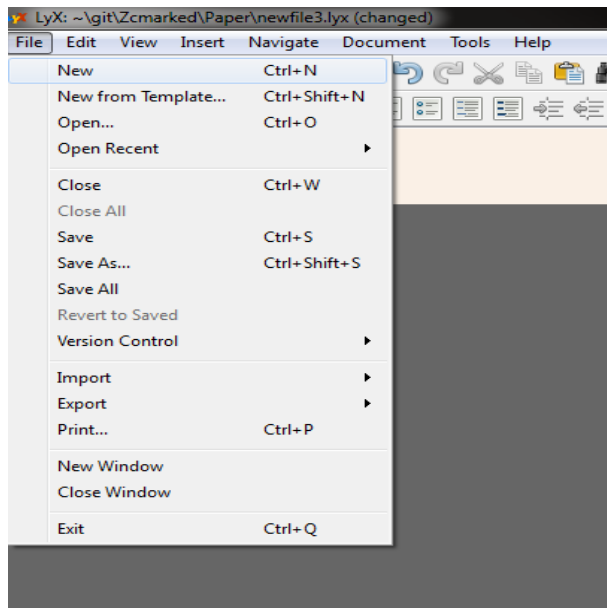 LyX: ~\git\Zcmarked\Paper\newfile3.lyx (changed)
File Edit View Insert Navigate Document Tools Help
New Ctrl+N
New from Template... Ctrl+Shift+N
Open... Ctrl+O
Open Recent
Close Ctrl+W
Close All
Save Ctrl+S
Save As... Ctrl+Shift+S
Save All
Revert to Saved
Version Control
Import
Export
Print... Ctrl+P
New Window
Close Window
Exit Ctrl+Q